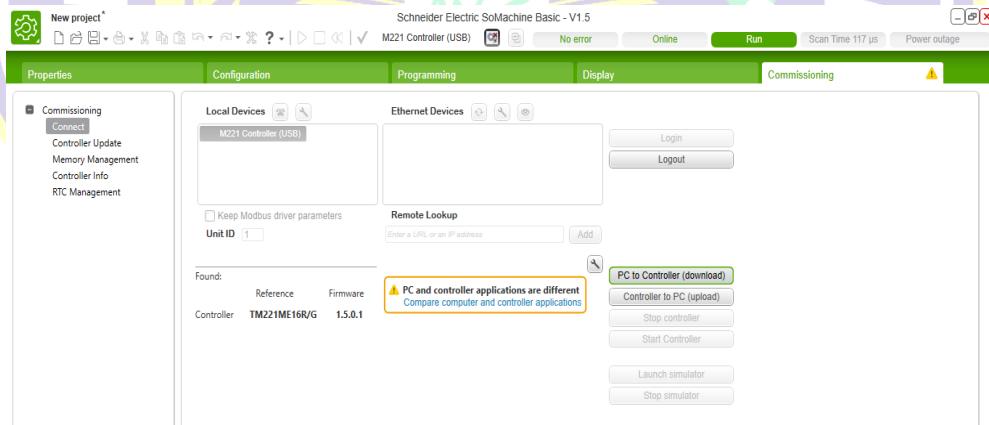 New project*
Schneider Electric SoMachine Basic - V1.5
?
M221 Controller (USB)
No error
Online
Run
Scan Time 117 µs
Power outage
Properties
Configuration
Programming
Display
Commissioning
Commissioning
Connect
Controller Update
Memory Management
Controller Info
RTC Management
Local Devices
Ethernet Devices
M221 Controller (USB)
Login
Logout
Keep Modbus driver parameters
Remote Lookup
Unit ID 1
Enter a URL or an IP address
Add
Found:
Reference Firmware
Controller TM221ME16R/G 1.5.0.1
PC and controller applications are different
Compare computer and controller applications
PC to Controller (download)
Controller to PC (upload)
Stop controller
Start Controller
Launch simulator
Stop simulator